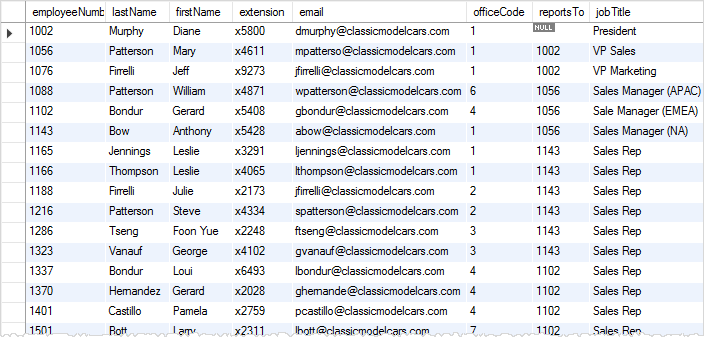 employeeNumb lastName firstName extension email officeCode reportsTo jobTitle
1002 Murphy Diane x5800 dmurphy@classicmodelcars.com 1 NULL President
1056 Patterson Mary x4611 mpatterso@classicmodelcars.com 1 1002 VP Sales
1076 Firrelli Jeff x9273 jfirrelli@classicmodelcars.com 1 1002 VP Marketing
1088 Patterson William x4871 wpatterson@classicmodelcars.com 6 1056 Sales Manager (APAC)
1102 Bondur Gerard x5408 gbondur@classicmodelcars.com 4 1056 Sale Manager (EMEA)
1143 Bow Anthony x5428 abow@classicmodelcars.com 1 1056 Sales Manager (NA)
1165 Jennings Leslie x3291 ljennings@classicmodelcars.com 1 1143 Sales Rep
1166 Thompson Leslie x4065 lthompson@classicmodelcars.com 1 1143 Sales Rep
1188 Firrelli Julie x2173 jfirrelli@classicmodelcars.com 2 1143 Sales Rep
1216 Patterson Steve x4334 spatterson@classicmodelcars.com 2 1143 Sales Rep
1286 Tseng Foon Yue x2248 ftseng@classicmodelcars.com 3 1143 Sales Rep
1323 Vanauf George x4102 gvanauf@classicmodelcars.com 3 1143 Sales Rep
1337 Bondur Loui x6493 lbondur@classicmodelcars.com 4 1102 Sales Rep
1370 Hernandez Gerard x2028 ghernande@classicmodelcars.com 4 1102 Sales Rep
1401 Castillo Pamela x2759 pcastillo@classicmodelcars.com 4 1102 Sales Rep
1501 Bott Larry x2311 lbott@classicmodelcars.com 7 1102 Sales Rep